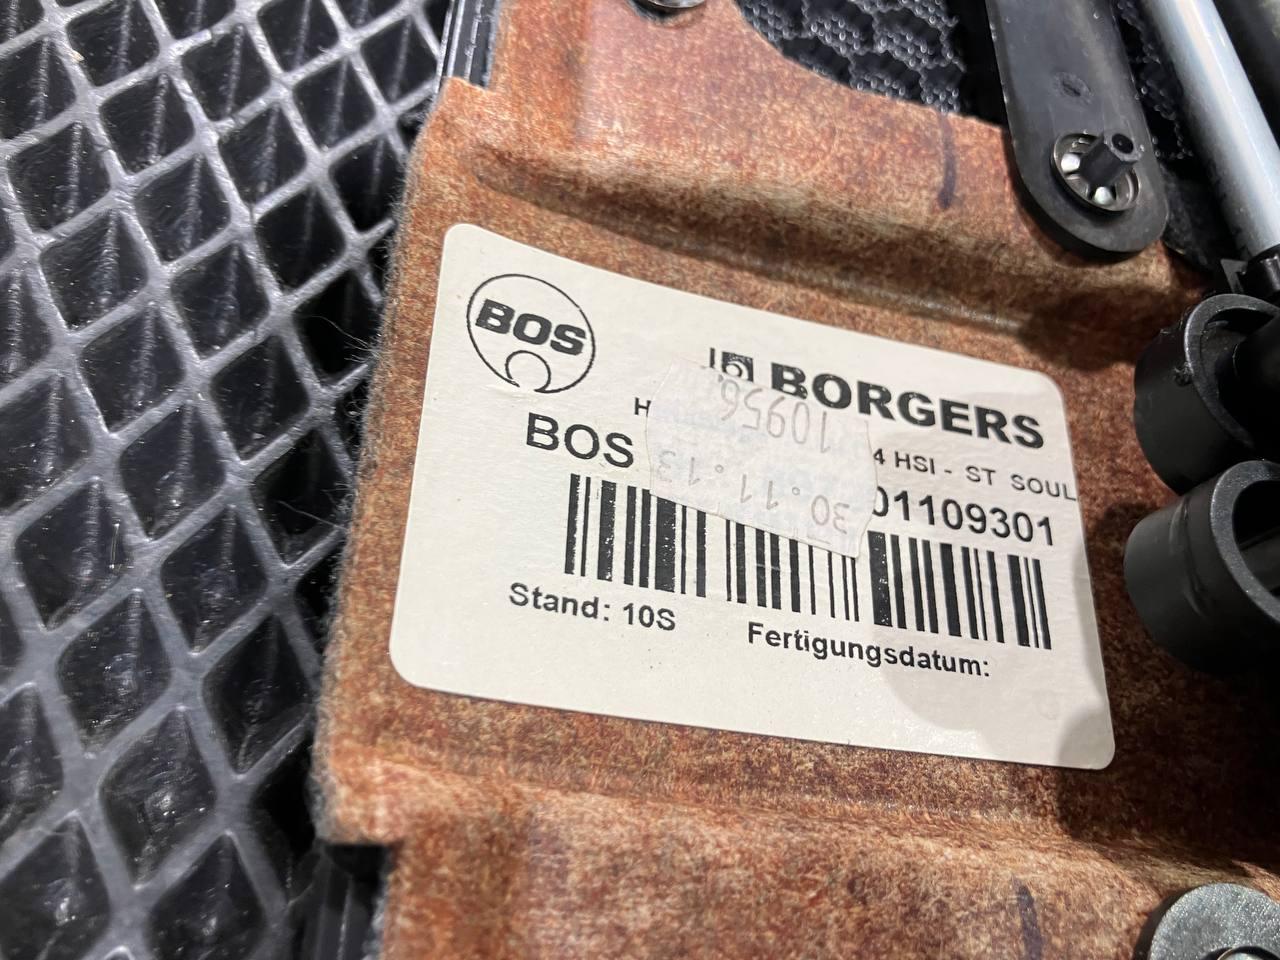 BOS
BORGERS
4 HSI - ST SOUL
BOS 01109301
10956
30.11.13
Stand: 10S Fertigungsdatum: